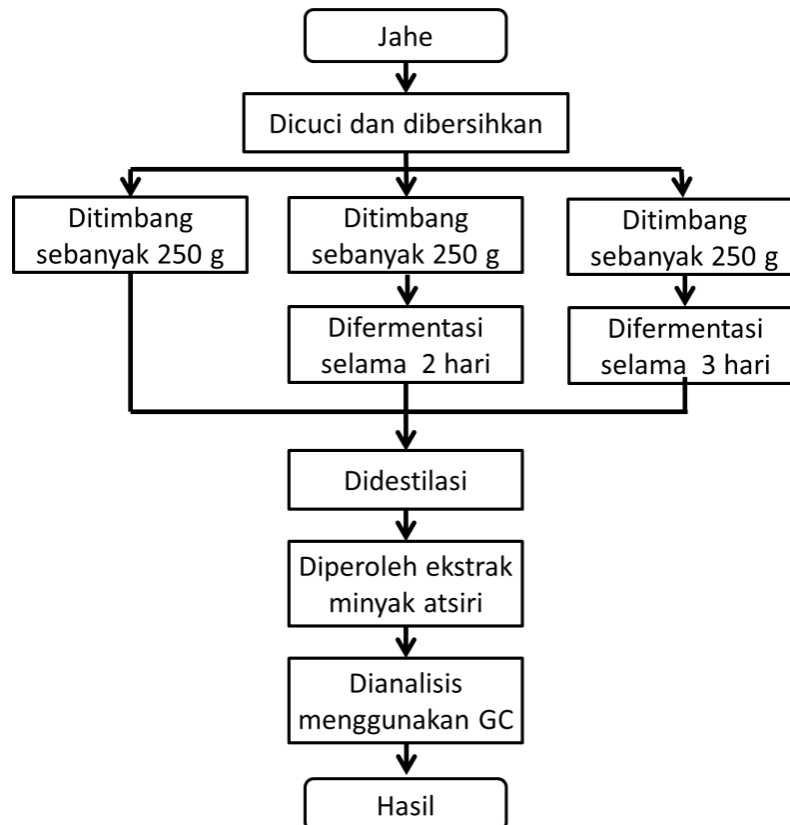 Jahe
Dicuci dan dibersihkan
Ditimbang
sebanyak 250 g
Ditimbang
sebanyak 250 g
Ditimbang
sebanyak 250 g
Difermentasi
selama 2 hari
Difermentasi
selama 3 hari
Didestilasi
Diperoleh ekstrak
minyak atsiri
Dianalisis
menggunakan GC
Hasil